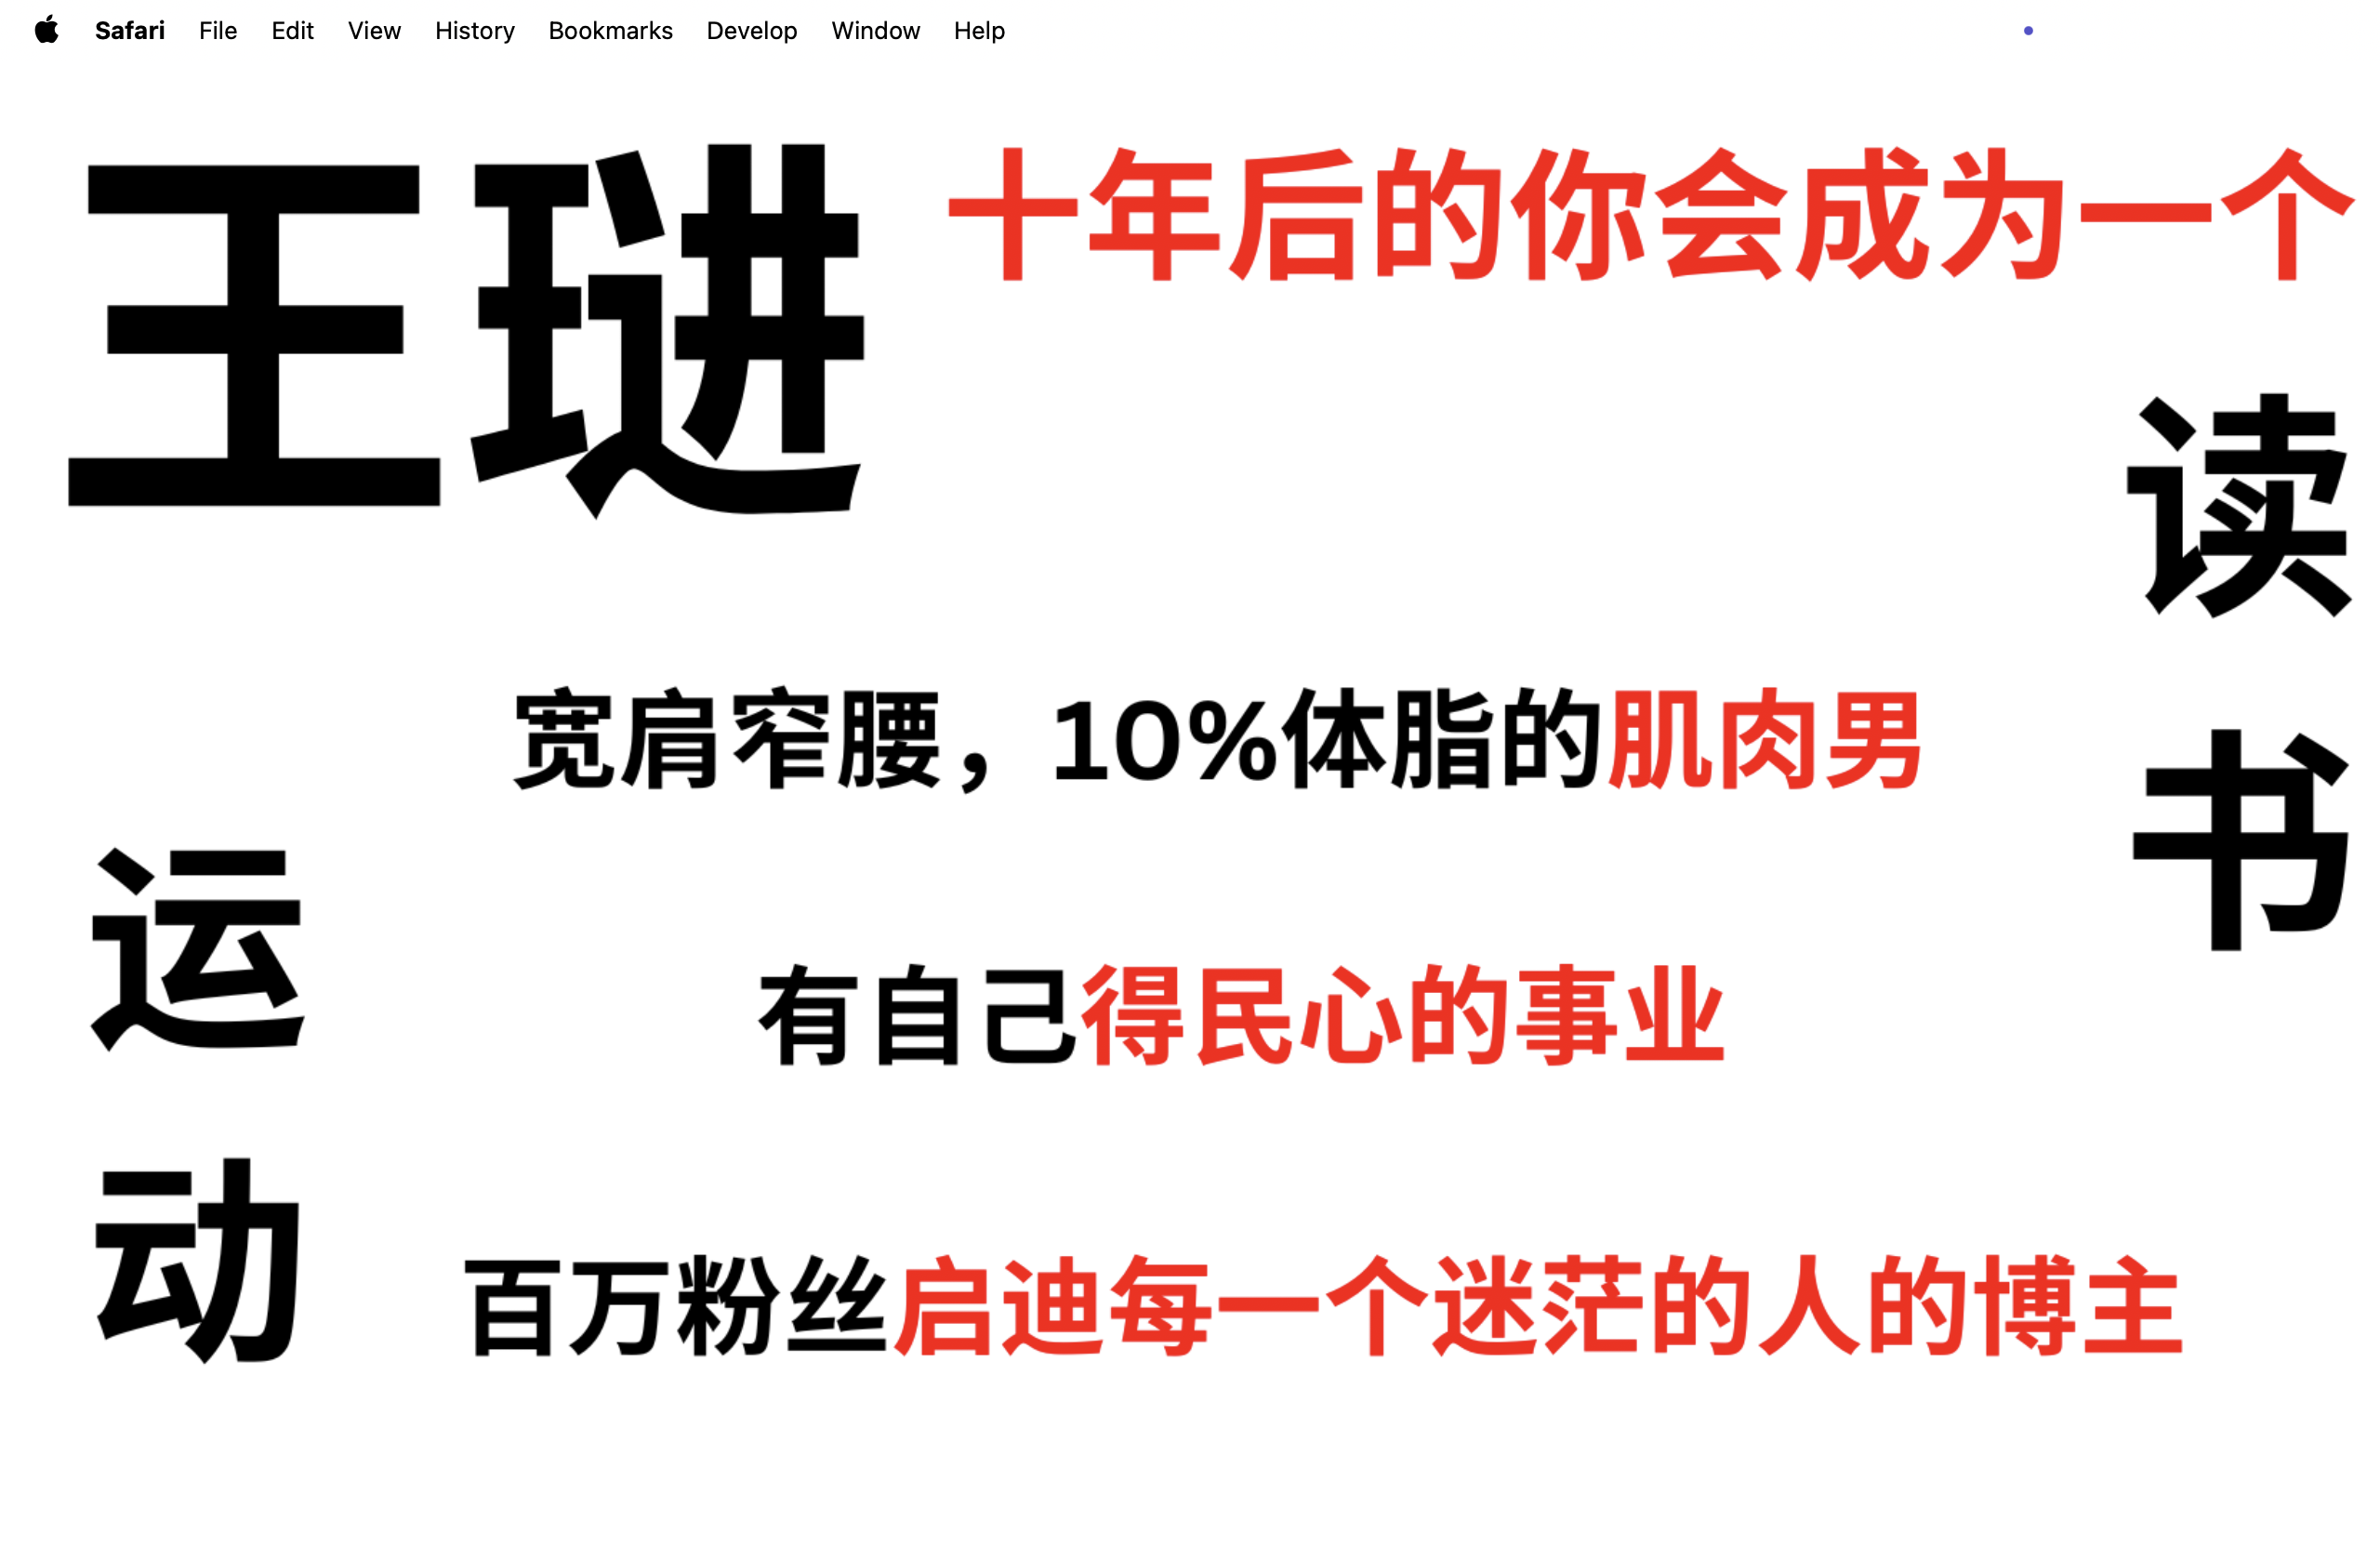 Safari File Edit View History Bookmarks Develop Window Help
王琎
十年后的你会成为一个
读书
宽肩窄腰，10%体脂的肌肉男
运动
有自己得民心的事业
百万粉丝启迪每一个迷茫的人的博主